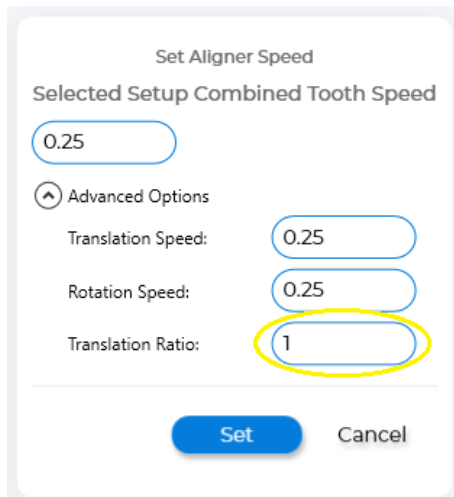 Set Aligner Speed
Selected Setup Combined Tooth Speed
0.25
Advanced Options
Translation Speed: 0.25
Rotation Speed: 0.25
Translation Ratio: 1
Set Cancel